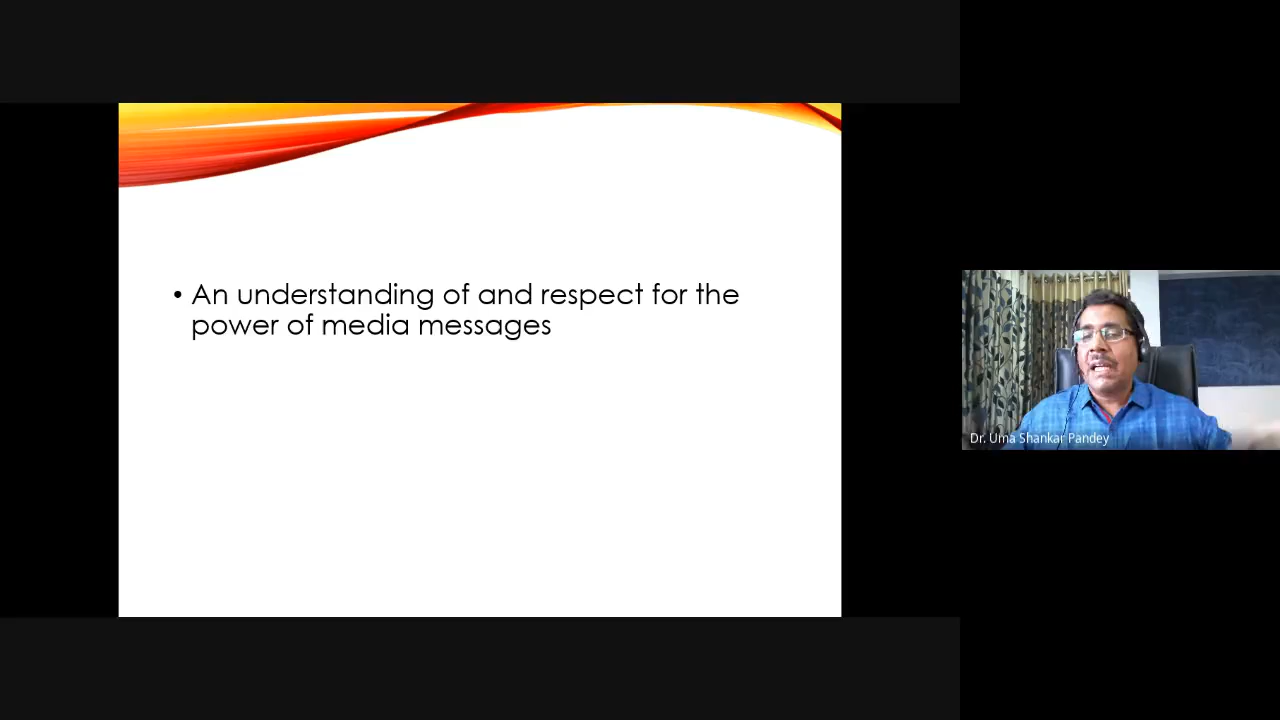 • An understanding of and respect for the
power of media messages
Dr. Uma Shankar Pandey